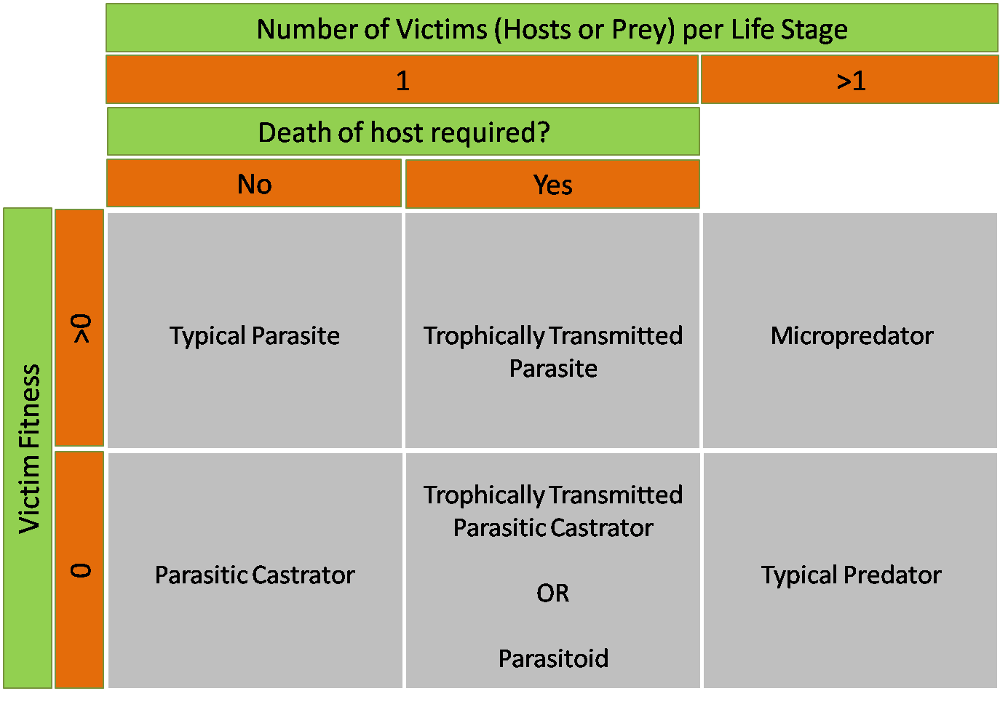 Number of Victims (Hosts or Prey) per Life Stage
1
>1
Death of host required?
No
Yes
Victim Fitness
>0
Typical Parasite
Trophically Transmitted
Parasite
Micropredator
0
Parasitic Castrator
Trophically Transmitted
Parasitic Castrator
OR
Parasitoid
Typical Predator